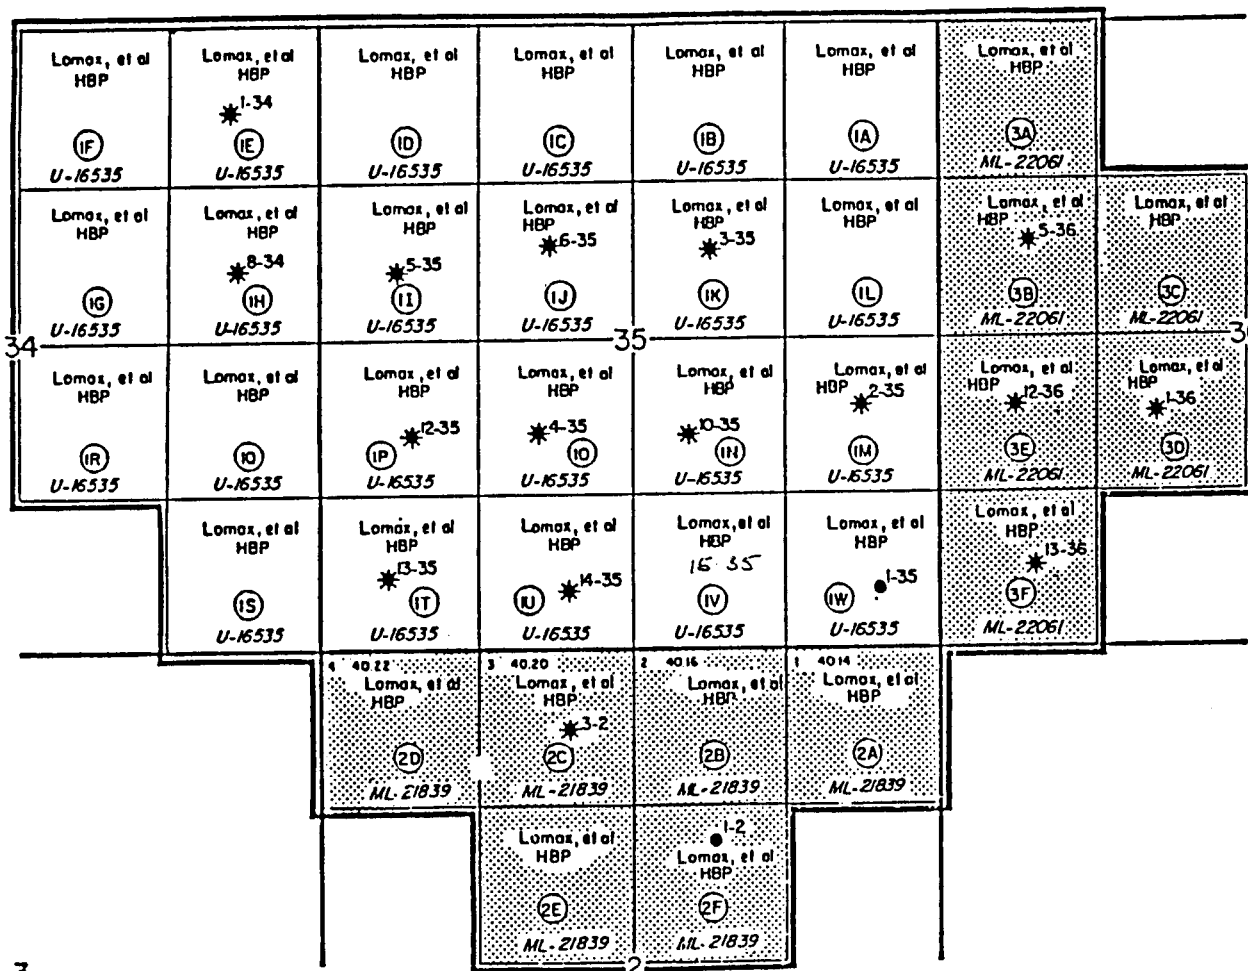 Lomax, et al
HBP
1F
U-16535
Lomax, et al
HBP
1-34
1E
U-16535
Lomax, et al
HBP
1D
U-16535
Lomax, et al
HBP
1C
U-16535
Lomax, et al
HBP
1B
U-16535
Lomax, et al
HBP
1A
U-16535
Lomax, et al
HBP
3A
ML-22061
Lomax, et al
HBP
1G
U-16535
Lomax, et al
HBP
8-34
1H
U-16535
Lomax, et al
HBP
5-35
1I
U-16535
Lomax, et al
HBP
6-35
1J
U-16535
Lomax, et al
HBP
3-35
1K
U-16535
Lomax, et al
HBP
1L
U-16535
Lomax, et al
HBP
5-36
3B
ML-22061
Lomax, et al
HBP
3C
ML-22061
34
35
Lomax, et al
HBP
1R
U-16535
Lomax, et al
HBP
1Q
U-16535
Lomax, et al
HBP
12-35
1P
U-16535
Lomax, et al
HBP
4-35
1O
U-16535
Lomax, et al
HBP
10-35
1N
U-16535
Lomax, et al
HBP
2-35
1M
U-16535
Lomax, et al
HBP
12-36
3E
ML-22061
Lomax, et al
HBP
1-36
3D
ML-22061
Lomax, et al
HBP
1S
U-16535
Lomax, et al
HBP
13-35
1T
U-16535
Lomax, et al
HBP
14-35
1U
U-16535
Lomax, et al
HBP
15 35
1V
U-16535
Lomax, et al
HBP
1-35
1W
U-16535
Lomax, et al
HBP
13-36
3F
ML-22061
4 40.22
Lomax, et al
HBP
2D
ML-21839
3 40.20
Lomax, et al
HBP
3-2
2C
ML-21839
2 40.16
Lomax, et al
HBP
2B
ML-21839
1 40.14
Lomax, et al
HBP
2A
ML-21839
Lomax, et al
HBP
2E
ML-21839
1-2
Lomax, et al
HBP
2F
ML-21839
2